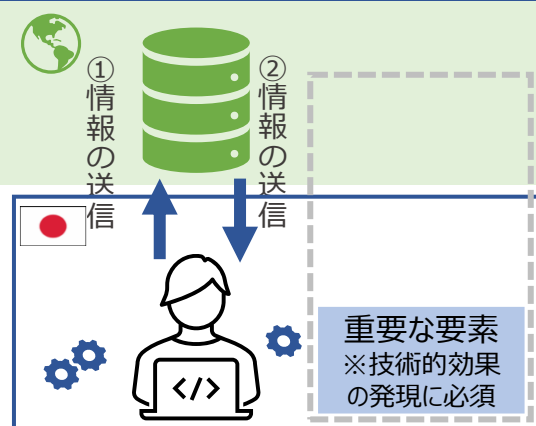 ①情報の送信
②情報の送信
</>
重要な要素
※技術的効果
の発現に必須